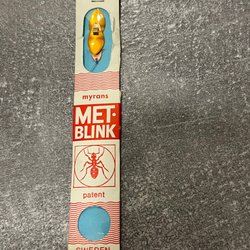 myrans
MET-
BLINK
patent
SWEDEN